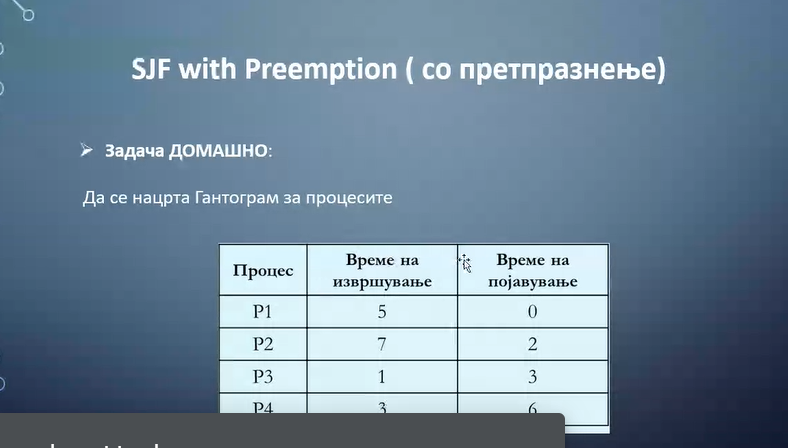 SJF with Preemption ( со претпразнење)
Задача ДОМАШНО:
Да се нацрта Гантограм за процесите
Процес Време на извршување Време на појавување
P1 5 0
P2 7 2
P3 1 3
P4 3 6